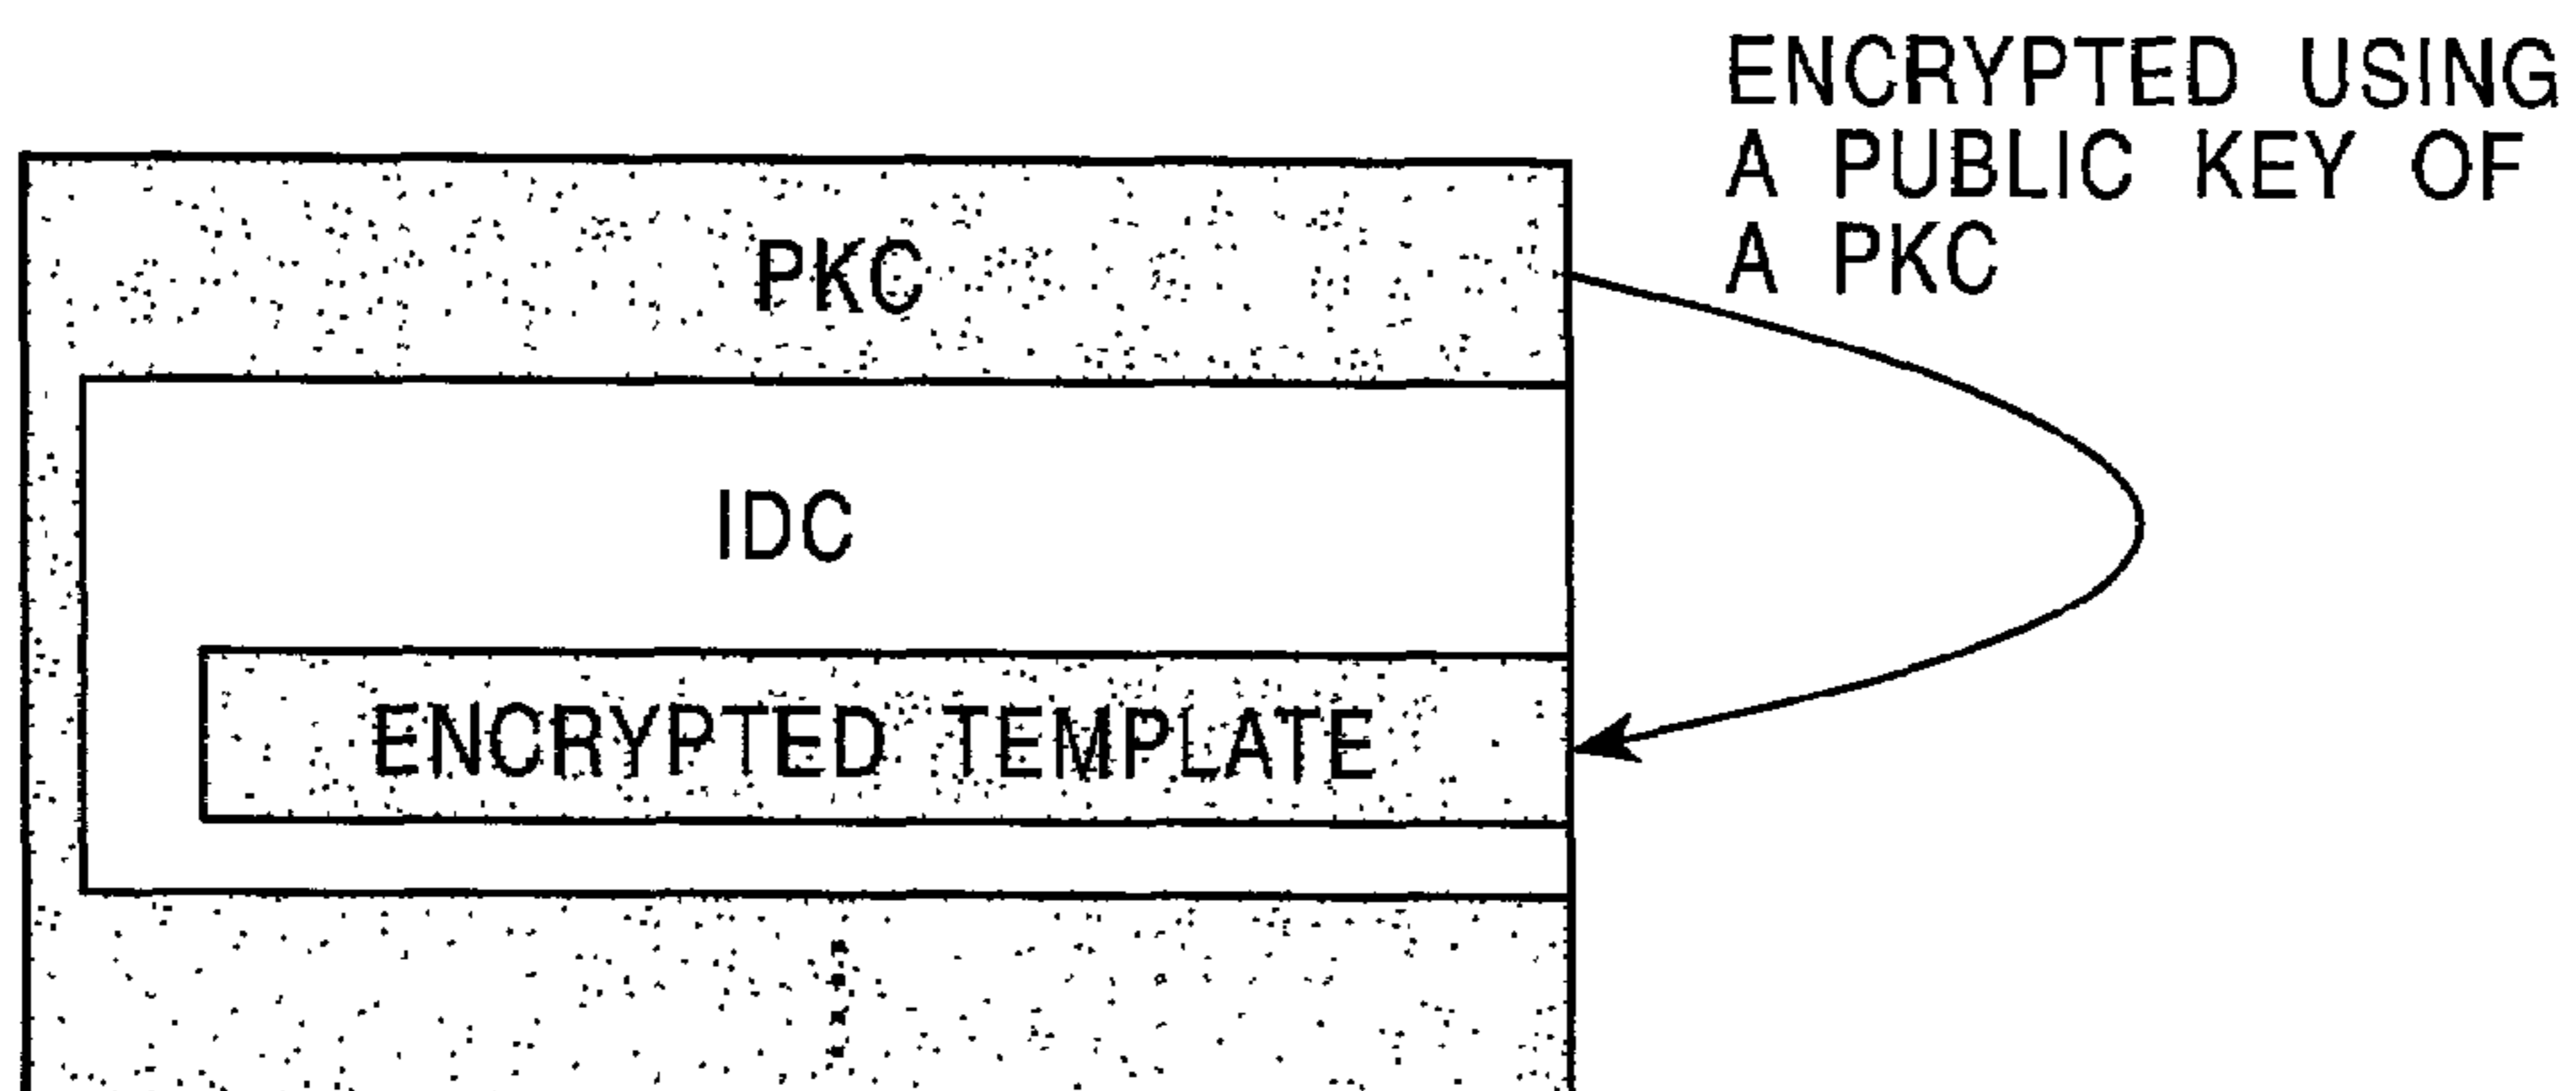 ENCRYPTED USING
A PUBLIC KEY OF
A PKC
PKC
IDC
ENCRYPTED TEMPLATE